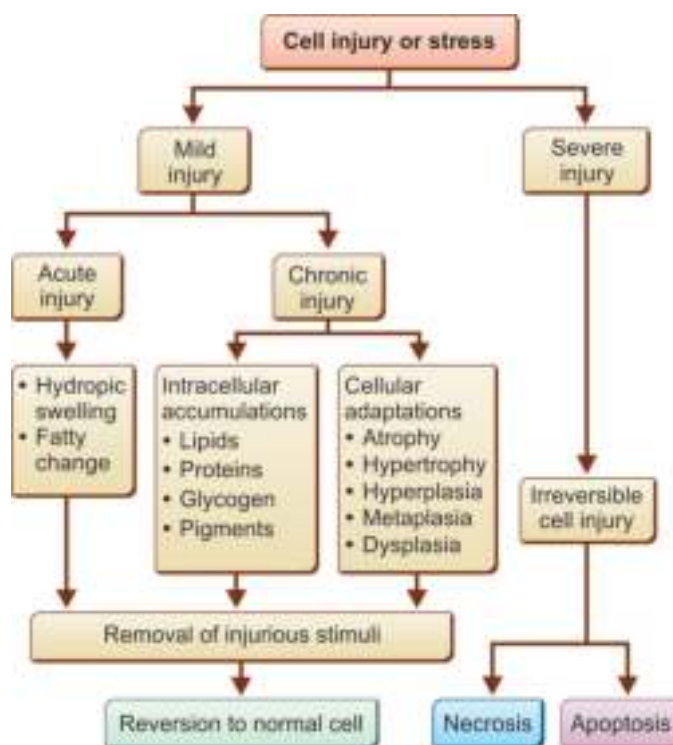 Cell injury or stress
Mild
injury
Severe
injury
Acute
injury
Chronic
injury
• Hydropic
swelling
• Fatty
change
Intracellular
accumulations
• Lipids
• Proteins
• Glycogen
• Pigments
Cellular
adaptations
• Atrophy
• Hypertrophy
• Hyperplasia
• Metaplasia
• Dysplasia
Irreversible
cell injury
Removal of injurious stimuli
Reversion to normal cell
Necrosis
Apoptosis